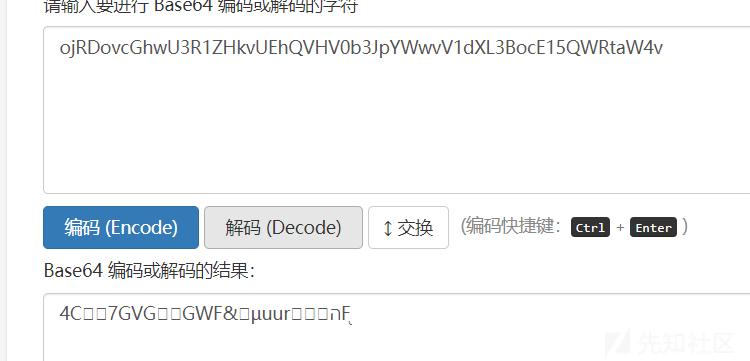 请输入要进行 Base64 编码或解码的字符
ojRDovcGhwU3R1ZHkvUEhQVHV0b3JpYWwvV1dXL3BocE15QWRtaW4v
编码 (Encode) 解码 (Decode) ↕ 交换 (编码快捷键： Ctrl + Enter )
Base64 编码或解码的结果：
4C▯▯7GVG▯▯GWF&▯µuur▯▯▯הF
先知社区